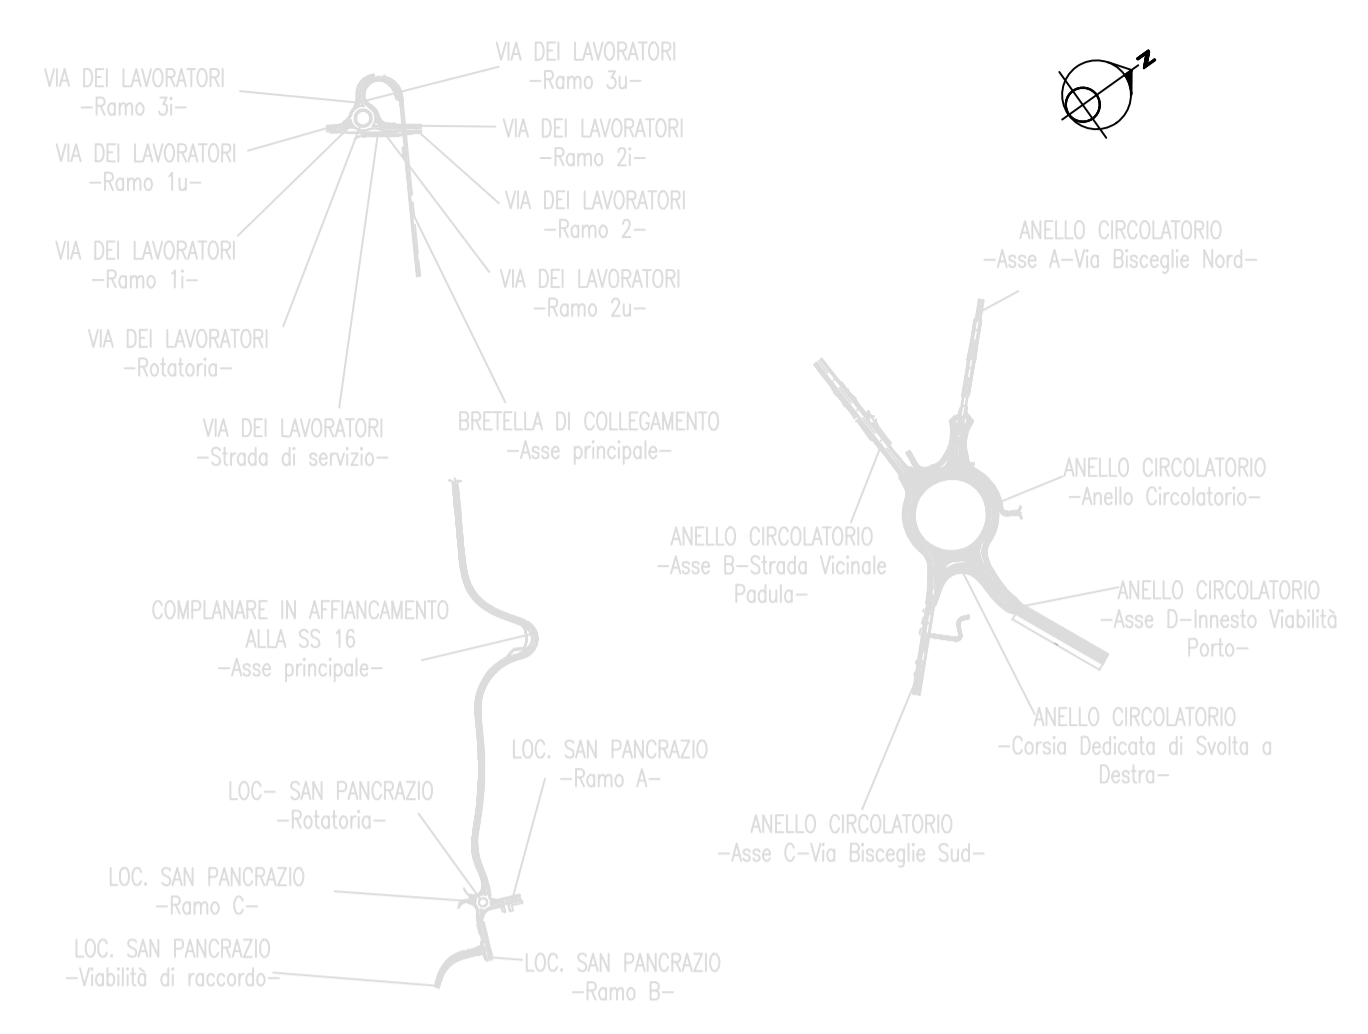 VIA DEI LAVORATORI
-Ramo 3u-
VIA DEI LAVORATORI
-Ramo 3i-
VIA DEI LAVORATORI
-Ramo 2i-
VIA DEI LAVORATORI
-Ramo 1u-
VIA DEI LAVORATORI
-Ramo 2-
VIA DEI LAVORATORI
-Ramo 1i-
VIA DEI LAVORATORI
-Ramo 2u-
VIA DEI LAVORATORI
-Rotatoria-
VIA DEI LAVORATORI
-Strada di servizio-
BRETELLA DI COLLEGAMENTO
-Asse principale-
N
ANELLO CIRCOLATORIO
-Asse A-Via Bisceglie Nord-
ANELLO CIRCOLATORIO
-Anello Circolatorio-
ANELLO CIRCOLATORIO
-Asse B-Strada Vicinale
Padula-
ANELLO CIRCOLATORIO
-Asse D-Innesto Viabilità
Porto-
ANELLO CIRCOLATORIO
-Corsia Dedicata di Svolta a
Destra-
ANELLO CIRCOLATORIO
-Asse C-Via Bisceglie Sud-
COMPLANARE IN AFFIANCAMENTO
ALLA SS 16
-Asse principale-
LOC. SAN PANCRAZIO
-Ramo A-
LOC- SAN PANCRAZIO
-Rotatoria-
LOC. SAN PANCRAZIO
-Ramo C-
LOC. SAN PANCRAZIO
-Viabilità di raccordo-
LOC. SAN PANCRAZIO
-Ramo B-